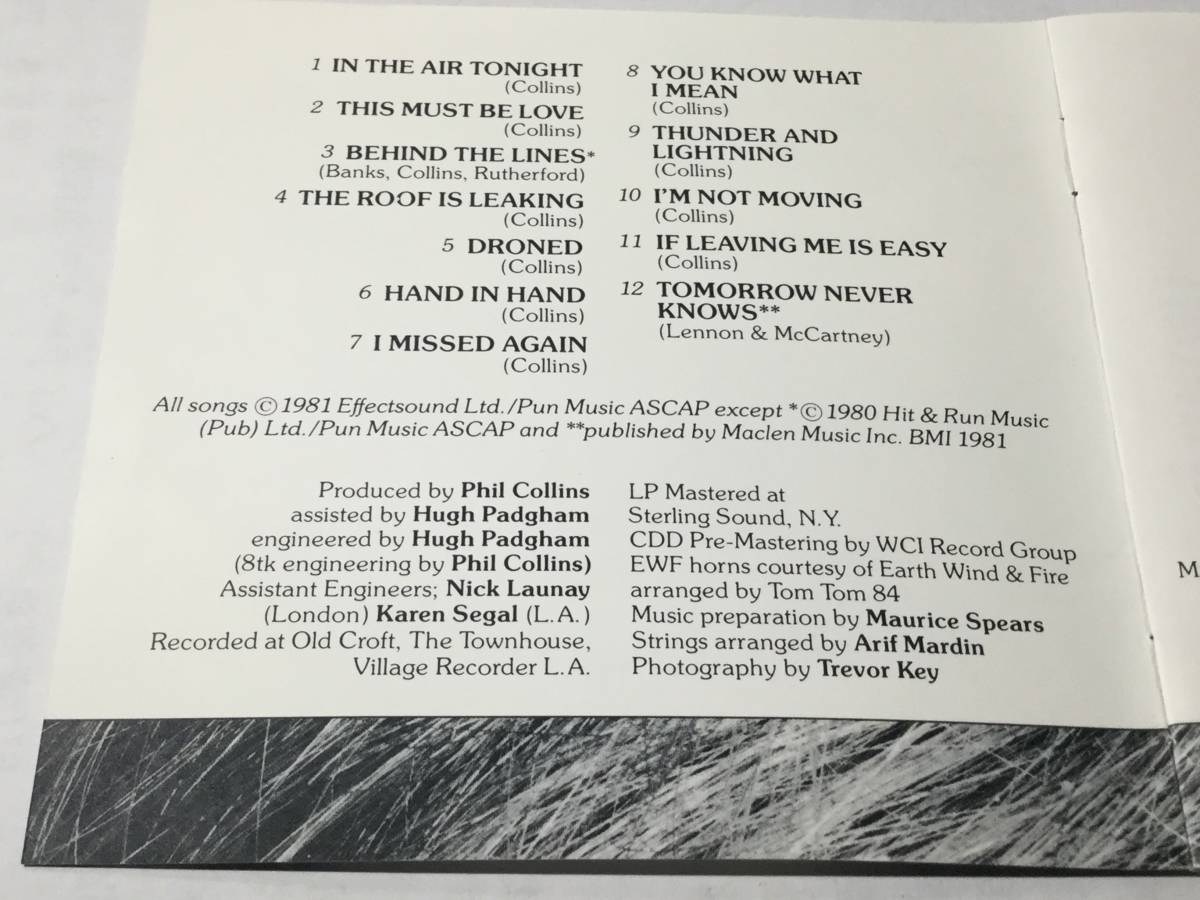 1 IN THE AIR TONIGHT
(Collins)
2 THIS MUST BE LOVE
(Collins)
3 BEHIND THE LINES*
(Banks, Collins, Rutherford)
4 THE ROOF IS LEAKING
(Collins)
5 DRONED
(Collins)
6 HAND IN HAND
(Collins)
7 I MISSED AGAIN
(Collins)
8 YOU KNOW WHAT
I MEAN
(Collins)
9 THUNDER AND
LIGHTNING
(Collins)
10 I'M NOT MOVING
(Collins)
11 IF LEAVING ME IS EASY
(Collins)
12 TOMORROW NEVER
KNOWS**
(Lennon & McCartney)
All songs ©1981 Effectsound Ltd./Pun Music ASCAP except *© 1980 Hit & Run Music
(Pub) Ltd./Pun Music ASCAP and **published by Maclen Music Inc. BMI 1981
Produced by Phil Collins
assisted by Hugh Padgham
engineered by Hugh Padgham
(8tk engineering by Phil Collins)
Assistant Engineers; Nick Launay
(London) Karen Segal (L.A.)
Recorded at Old Croft, The Townhouse,
Village Recorder L.A.
LP Mastered at
Sterling Sound, N.Y.
CDD Pre-Mastering by WCI Record Group
EWF horns courtesy of Earth Wind & Fire
arranged by Tom Tom 84
Music preparation by Maurice Spears
Strings arranged by Arif Mardin
Photography by Trevor Key
M